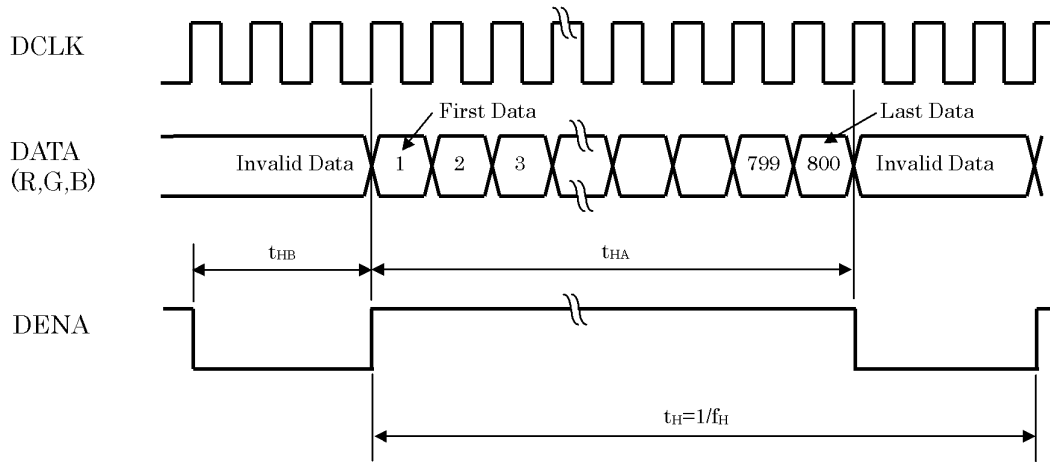 DCLK
First Data
Last Data
DATA
(R,G,B)
Invalid Data 1 2 3 799 800 Invalid Data
tHB tHA
DENA
tH=1/fH